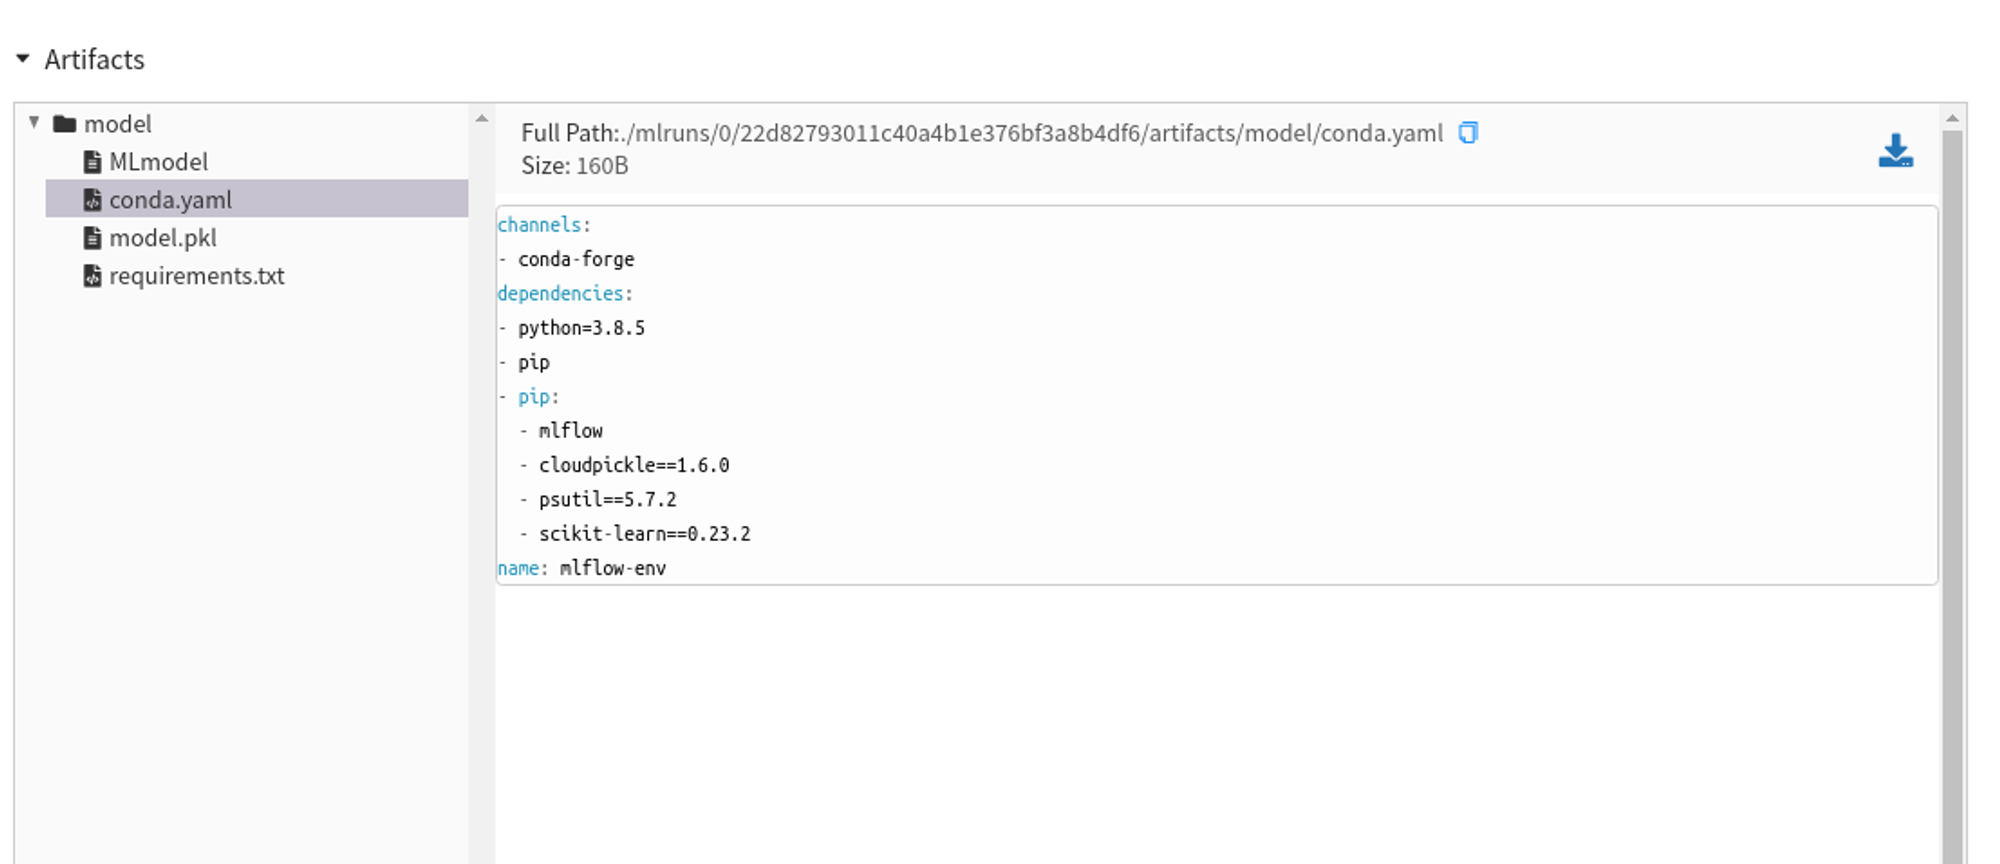 Artifacts
model
MLmodel
conda.yaml
model.pkl
requirements.txt
Full Path:./mlruns/0/22d82793011c40a4b1e376bf3a8b4df6/artifacts/model/conda.yaml
Size: 160B
channels:
- conda-forge
dependencies:
- python=3.8.5
- pip
- pip:
  - mlflow
  - cloudpickle==1.6.0
  - psutil==5.7.2
  - scikit-learn==0.23.2
name: mlflow-env